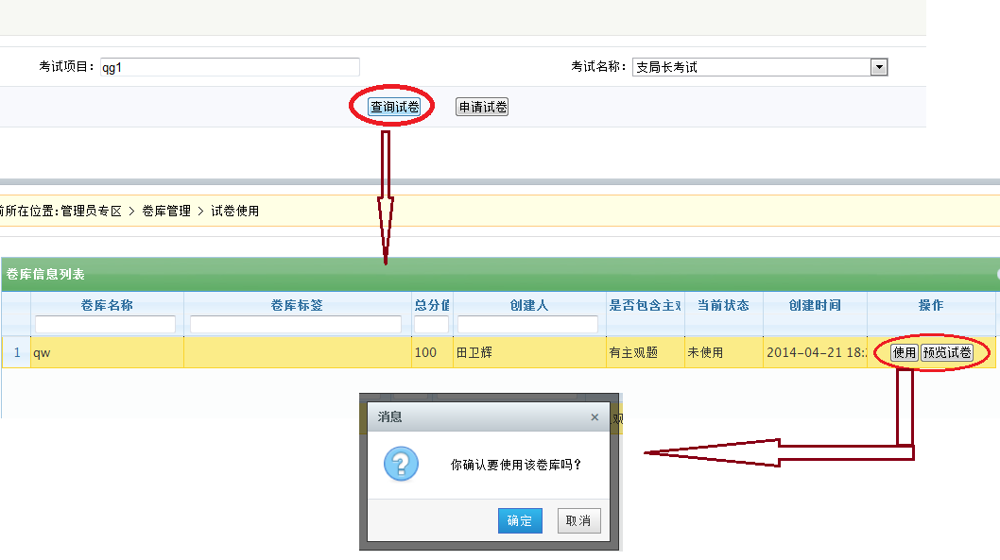 考试项目： qg1 考试名称： 支局长考试
查询试卷 申请试卷
前所在位置:管理员专区 > 卷库管理 > 试卷使用
卷库信息列表
卷库名称 卷库标签 总分值 创建人 是否包含主观 当前状态 创建时间 操作
1 qw 100 田卫辉 有主观题 未使用 2014-04-21 18: 使用 预览试卷
消息 ×
观
你确认要使用该卷库吗？
确定 取消